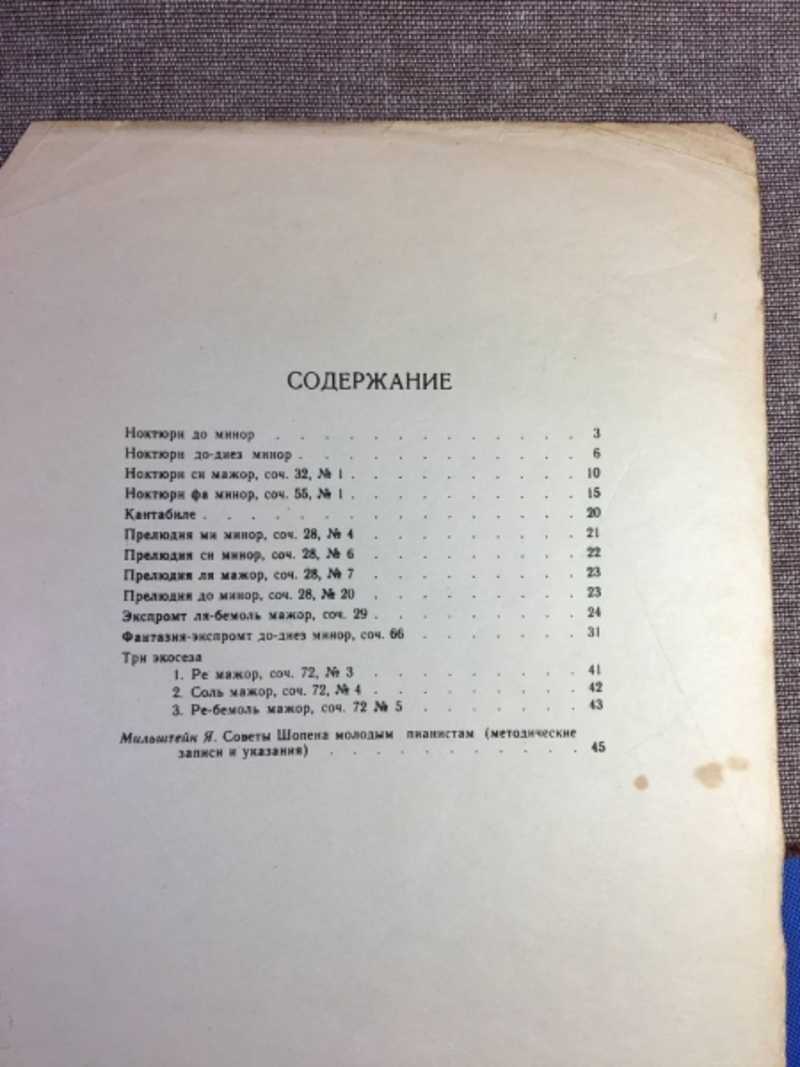 СОДЕРЖАНИЕ
Ноктюрн до минор . . . . . . . . . . . . . 3
Ноктюрн до-диез минор . . . . . . . . . . . . 6
Ноктюрн си мажор, соч. 32, № 1 . . . . . . . . . . 10
Ноктюрн фа минор, соч. 55, № 1 . . . . . . . . . . 15
Кантабиле . . . . . . . . . . . . . . . . 20
Прелюдия ми минор, соч. 28, № 4 . . . . . . . . . 21
Прелюдия си минор, соч. 28, № 6 . . . . . . . . . 22
Прелюдия ля мажор, соч. 28, № 7 . . . . . . . . . 23
Прелюдия до минор, соч. 28, № 20 . . . . . . . . . 23
Экспромт ля-бемоль мажор, соч. 29 . . . . . . . . . 24
Фантазия-экспромт до-диез минор, соч. 66 . . . . . . . 31
Три экосеза
1. Ре мажор, соч. 72, № 3 . . . . . . . . . 41
2. Соль мажор, соч. 72, № 4 . . . . . . . . . 42
3. Ре-бемоль мажор, соч. 72 № 5 . . . . . . . 43
Мильштейн Я. Советы Шопена молодым пианистам (методические
записи и указания) . . . . . . . . . . . 45